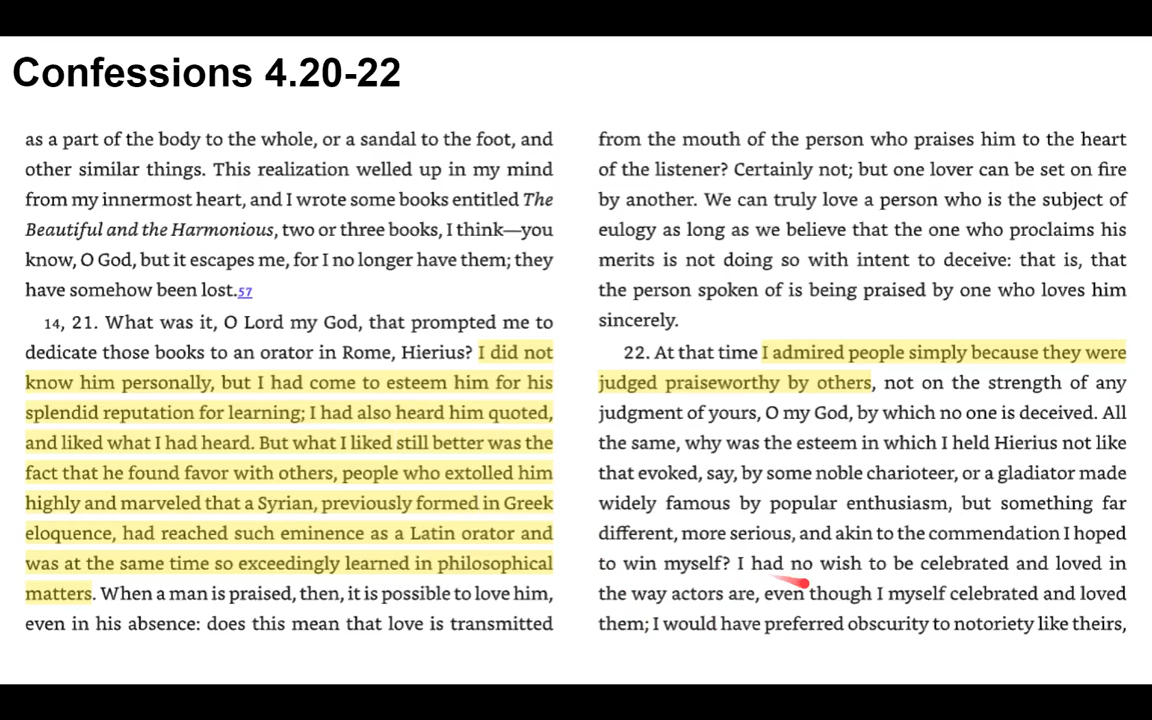 Confessions 4.20-22
as a part of the body to the whole, or a sandal to the foot, and
other similar things. This realization welled up in my mind
from my innermost heart, and I wrote some books entitled The
Beautiful and the Harmonious, two or three books, I think—you
know, O God, but it escapes me, for I no longer have them; they
have somehow been lost.57
14, 21. What was it, O Lord my God, that prompted me to
dedicate those books to an orator in Rome, Hierius? I did not
know him personally, but I had come to esteem him for his
splendid reputation for learning; I had also heard him quoted,
and liked what I had heard. But what I liked still better was the
fact that he found favor with others, people who extolled him
highly and marveled that a Syrian, previously formed in Greek
eloquence, had reached such eminence as a Latin orator and
was at the same time so exceedingly learned in philosophical
matters. When a man is praised, then, it is possible to love him,
even in his absence: does this mean that love is transmitted
from the mouth of the person who praises him to the heart
of the listener? Certainly not; but one lover can be set on fire
by another. We can truly love a person who is the subject of
eulogy as long as we believe that the one who proclaims his
merits is not doing so with intent to deceive: that is, that
the person spoken of is being praised by one who loves him
sincerely.
22. At that time I admired people simply because they were
judged praiseworthy by others, not on the strength of any
judgment of yours, O my God, by which no one is deceived. All
the same, why was the esteem in which I held Hierius not like
that evoked, say, by some noble charioteer, or a gladiator made
widely famous by popular enthusiasm, but something far
different, more serious, and akin to the commendation I hoped
to win myself? I had no wish to be celebrated and loved in
the way actors are, even though I myself celebrated and loved
them; I would have preferred obscurity to notoriety like theirs,